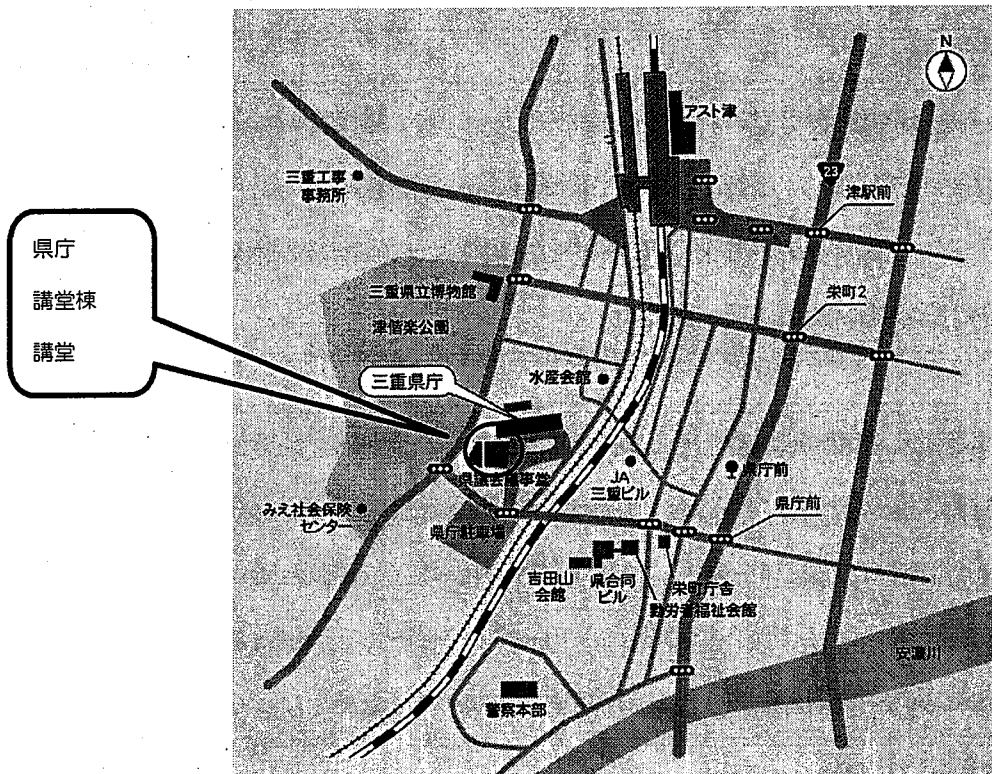 N
アスト津
三重工事
事務所
23
津駅前
県庁
講堂棟
講堂
三重県立博物館
津偕楽公園
栄町2
三重県庁
水産会館
県議会議事堂
JA
三重ビル
県庁前
みえ社会保険
センター
県庁駐車場
県庁前
吉田山
会館
県合同
ビル
栄町庁舎
勤労者福祉会館
安濃川
警察本部